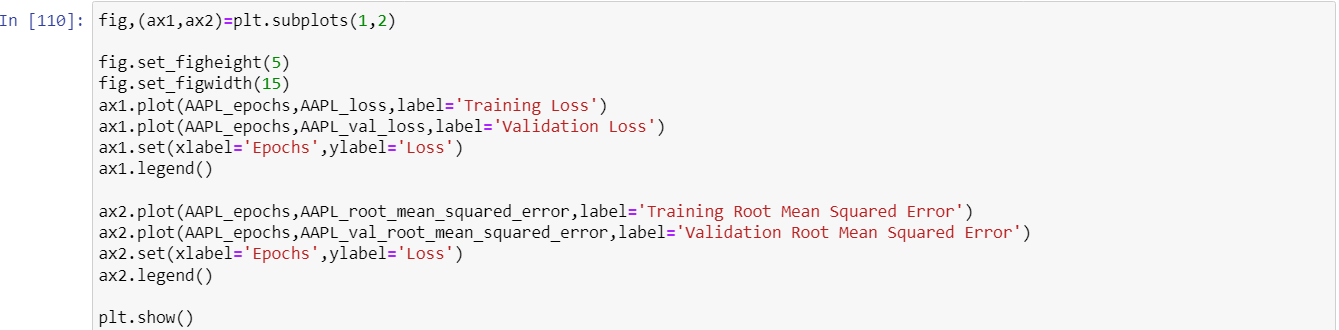 In [110]: fig,(ax1,ax2)=plt.subplots(1,2)
fig.set_figheight(5)
fig.set_figwidth(15)
ax1.plot(AAPL_epochs,AAPL_loss,label='Training Loss')
ax1.plot(AAPL_epochs,AAPL_val_loss,label='Validation Loss')
ax1.set(xlabel='Epochs',ylabel='Loss')
ax1.legend()
ax2.plot(AAPL_epochs,AAPL_root_mean_squared_error,label='Training Root Mean Squared Error')
ax2.plot(AAPL_epochs,AAPL_val_root_mean_squared_error,label='Validation Root Mean Squared Error')
ax2.set(xlabel='Epochs',ylabel='Loss')
ax2.legend()
plt.show()